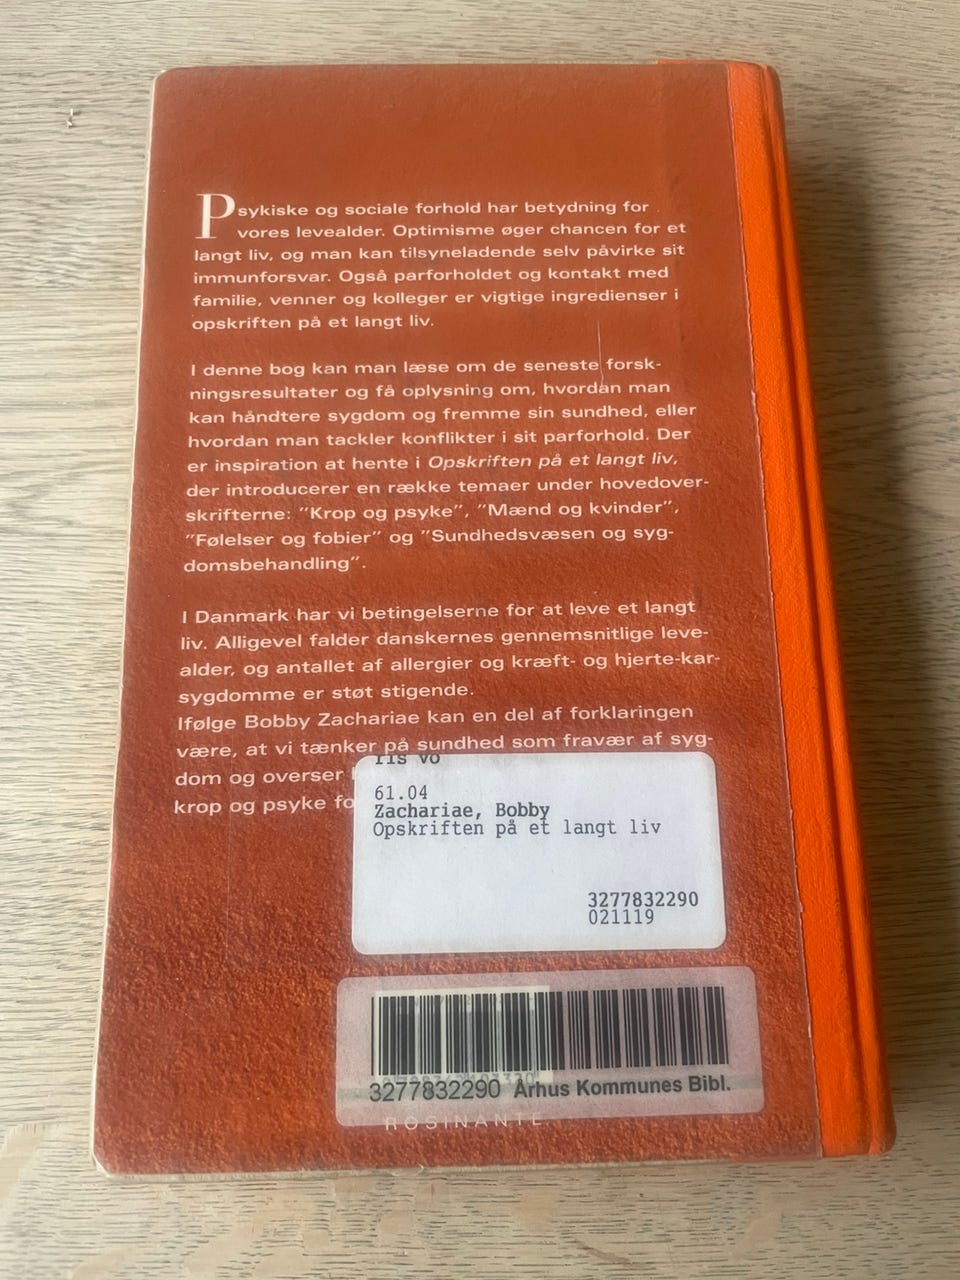 Psykiske og sociale forhold har betydning for
vores levealder. Optimisme øger chancen for et
langt liv, og man kan tilsyneladende selv påvirke sit
immunforsvar. Også parforholdet og kontakt med
familie, venner og kolleger er vigtige ingredienser i
opskriften på et langt liv.
I denne bog kan man læse om de seneste forsk-
ningsresultater og få oplysning om, hvordan man
kan håndtere sygdom og fremme sin sundhed, eller
hvordan man tackler konflikter i sit parforhold. Der
er inspiration at hente i Opskriften på et langt liv,
der introducerer en række temaer under hovedover-
skrifterne: "Krop og psyke", "Mænd og kvinder",
"Følelser og fobier" og "Sundhedsvæsen og syg-
domsbehandling".
I Danmark har vi betingelserne for at leve et langt
liv. Alligevel falder danskernes gennemsnitlige leve-
alder, og antallet af allergier og kræft- og hjerte-kar-
sygdomme er støt stigende.
Ifølge Bobby Zachariae kan en del af forklaringen
være, at vi tænker på sundhed som fravær af syg-
dom og overser
krop og psyke
61.04
Zachariae, Bobby
Opskriften på et langt liv
3277832290
021119
3277832290 Århus Kommunes Bibl.
ROSINANTE